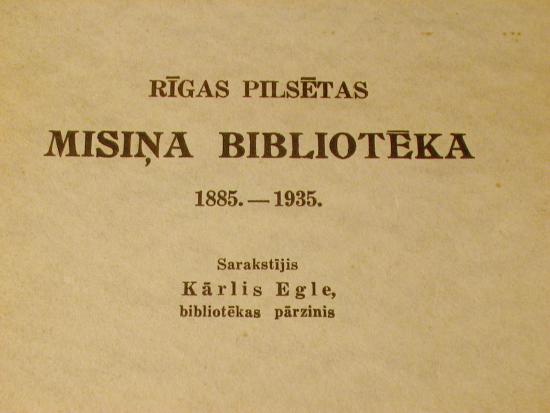 RĪGAS PILSĒTAS
MISIŅA BIBLIOTĒKA
1885. — 1935.
Sarakstījis
Kārlis Egle,
bibliotēkas pārzinis